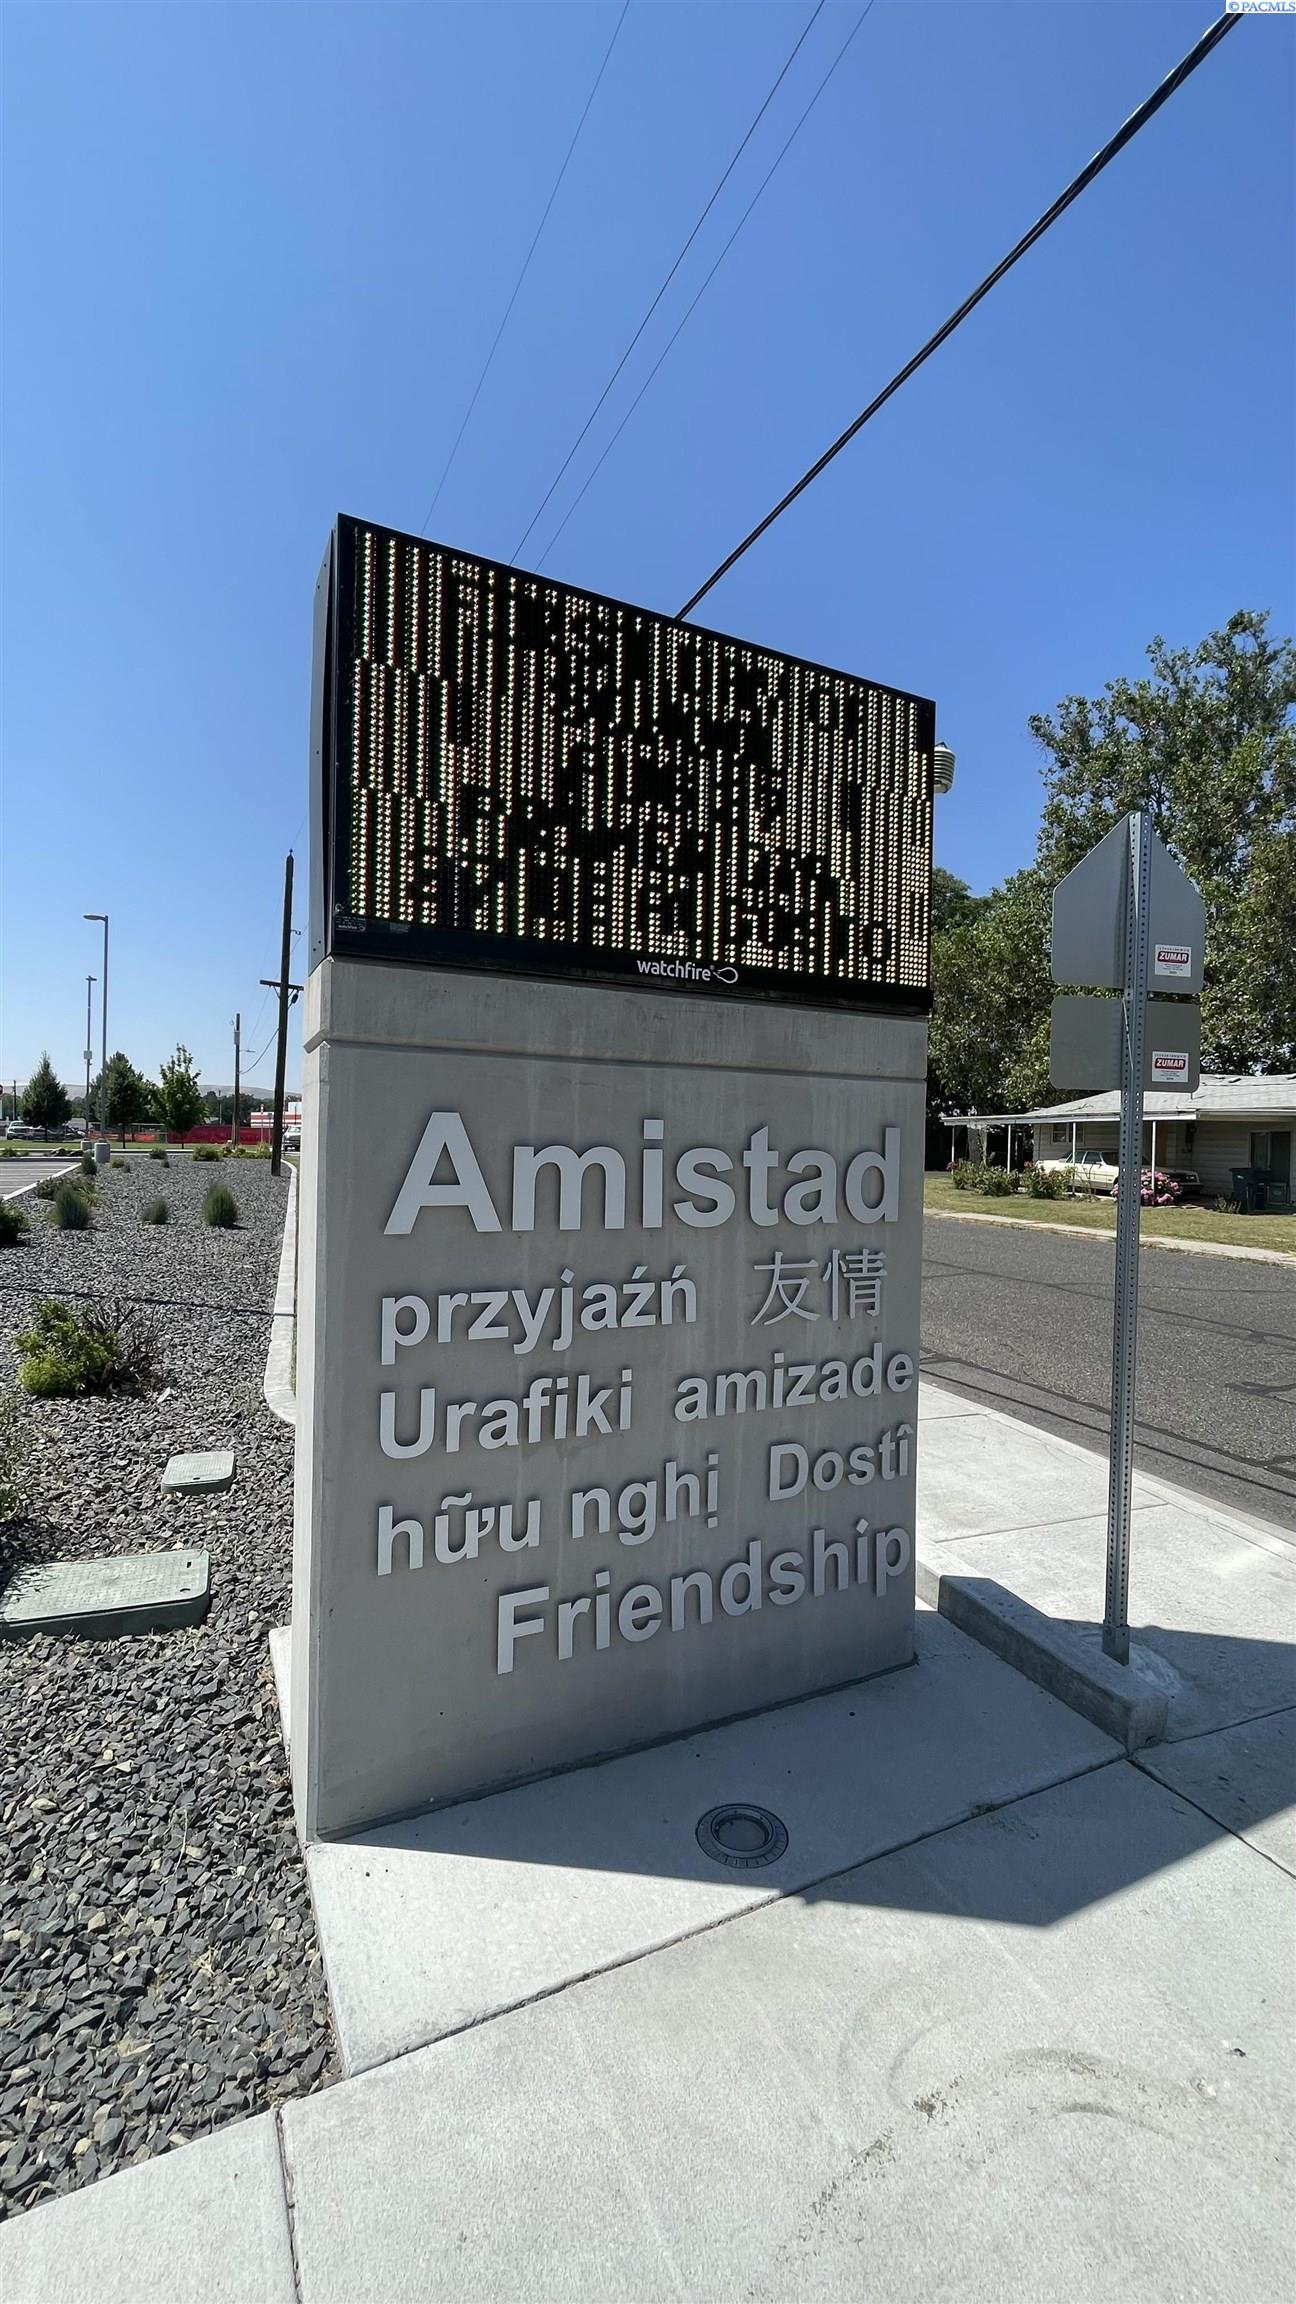 ©PACMLS
watchfire
ZUMAR
ZUMAR
Amistad
przyjaźń 友情
Urafiki amizade
hữu nghị Dostî
Friendship